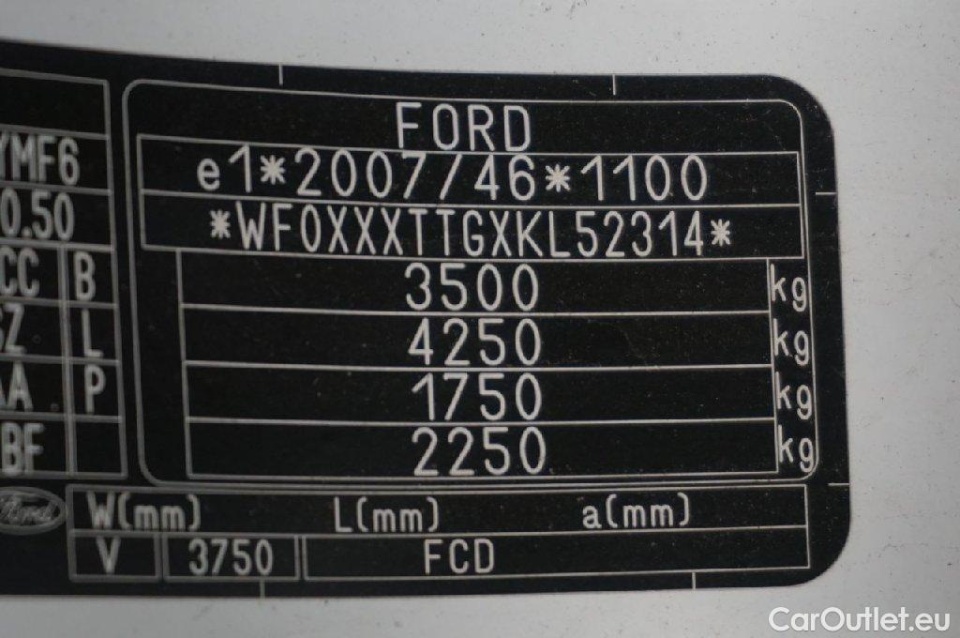 FORD
YMF6
e1*2007/46*1100
0.50
*WF0XXXTTGXKL52314*
CC B
3500 kg
L
4250 kg
P
1750 kg
BF
2250 kg
Ford
W(mm) L(mm) a(mm)
V 3750 FCD
CarOutlet.eu